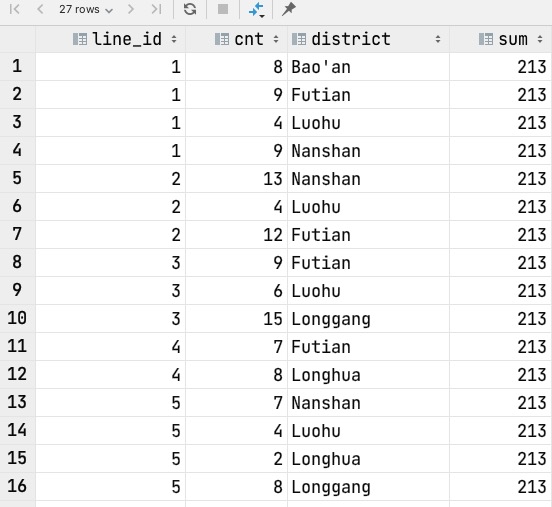 27 rows
line_id cnt district sum
1 1 8 Bao'an 213
2 1 9 Futian 213
3 1 4 Luohu 213
4 1 9 Nanshan 213
5 2 13 Nanshan 213
6 2 4 Luohu 213
7 2 12 Futian 213
8 3 9 Futian 213
9 3 6 Luohu 213
10 3 15 Longgang 213
11 4 7 Futian 213
12 4 8 Longhua 213
13 5 7 Nanshan 213
14 5 4 Luohu 213
15 5 2 Longhua 213
16 5 8 Longgang 213